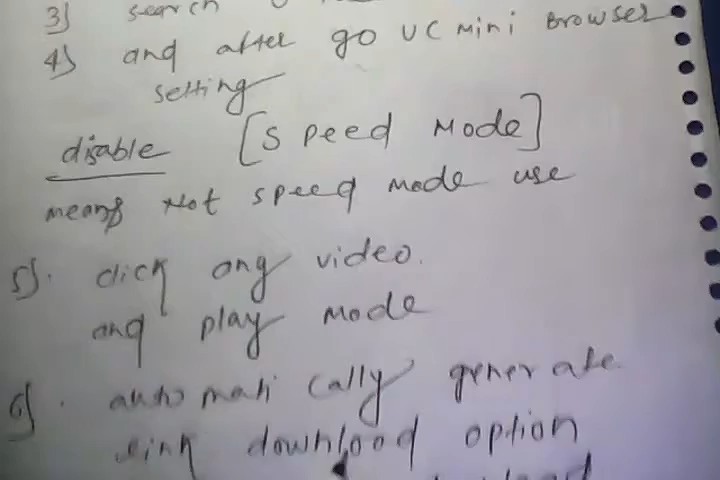 3) search
4) and after go UC mini Browser
setting
disable [Speed Mode]
means Not speed mode use
5). click any video.
and play mode
6). automatically generate
link download option